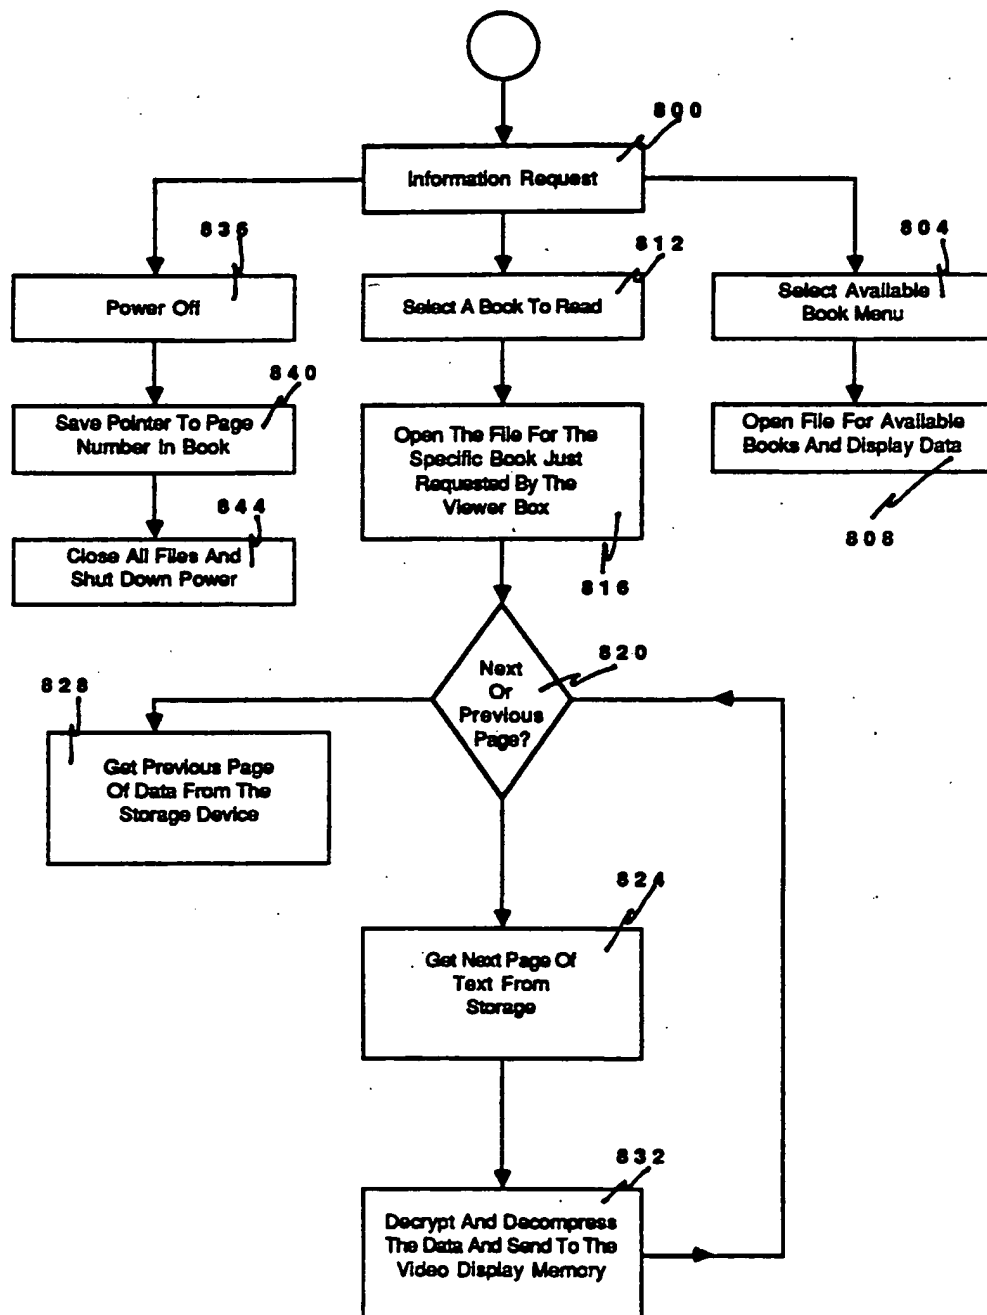 800
Information Request
836
812
804
Power Off
Select A Book To Read
Select Available
Book Menu
840
Save Pointer To Page
Number In Book
Open The File For The
Specific Book Just
Requested By The
Viewer Box
Open File For Available
Books And Display Data
844
808
Close All Files And
Shut Down Power
816
820
Next
Or
Previous
Page?
828
Get Previous Page
Of Data From The
Storage Device
824
Get Next Page Of
Text From
Storage
832
Decrypt And Decompress
The Data And Send To The
Video Display Memory